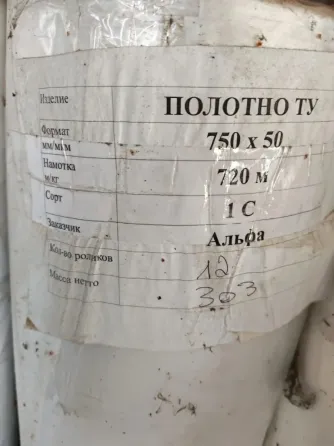 Изделие ПОЛОТНО ТУ
Формат
мм/м/м 750 х 50
Намотка
м/кг 720 м
Сорт 1 С
Заказчик Альфа
Кол-во роликов 12
Масса нетто 303